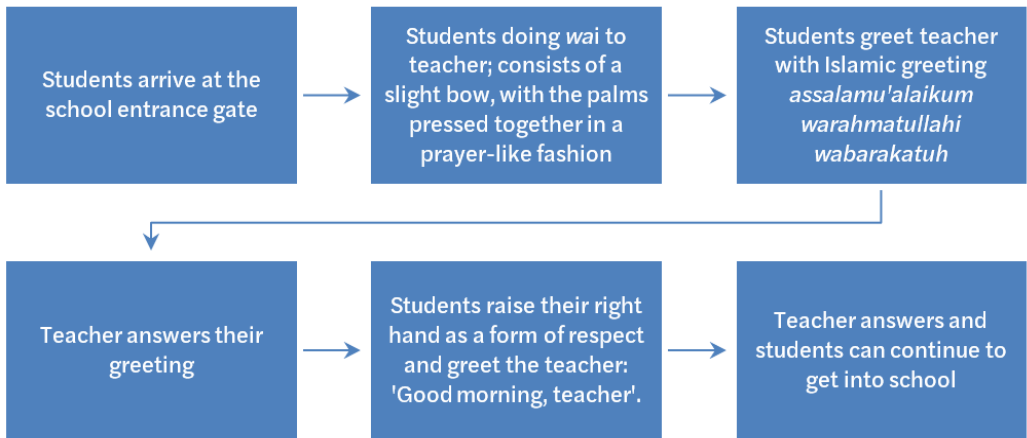 Students arrive at the
school entrance gate
Students doing wai to
teacher; consists of a
slight bow, with the palms
pressed together in a
prayer-like fashion
Students greet teacher
with Islamic greeting
assalamu'alaikum
warahmatullahi
wabarakatuh
Teacher answers their
greeting
Students raise their right
hand as a form of respect
and greet the teacher:
'Good morning, teacher'.
Teacher answers and
students can continue to
get into school